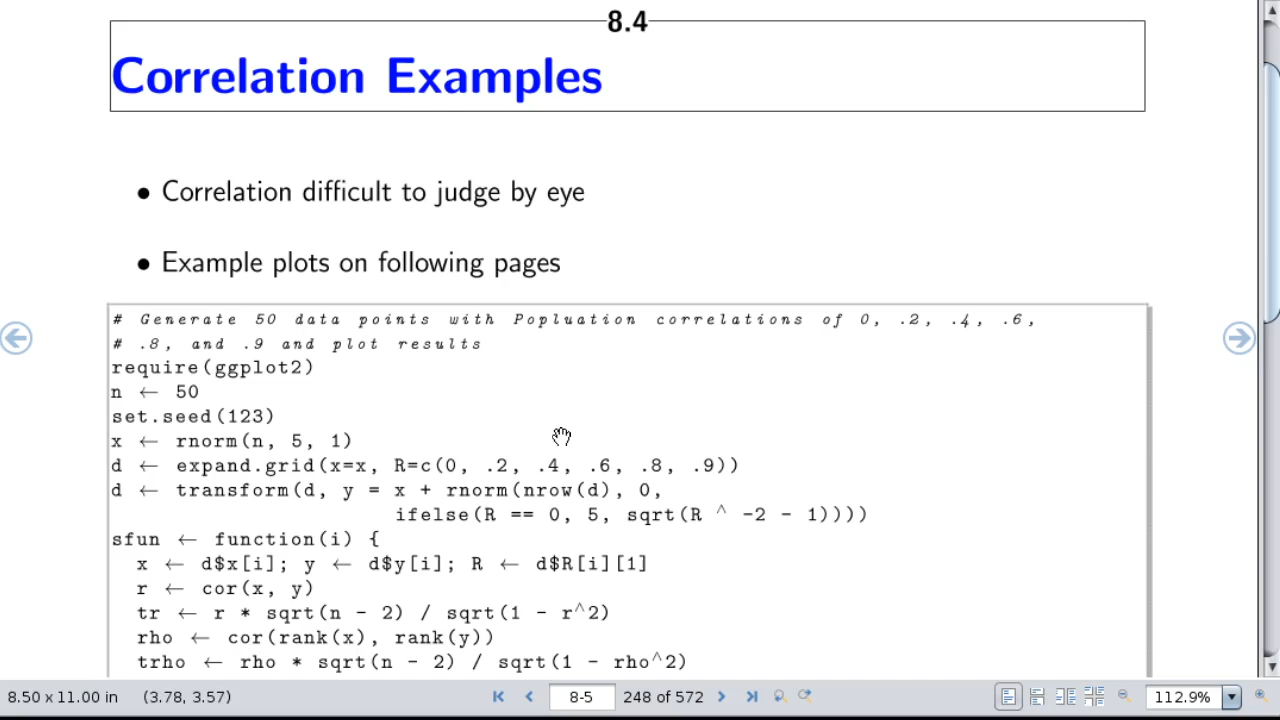 8.4
Correlation Examples
• Correlation difficult to judge by eye
• Example plots on following pages
# Generate 50 data points with Popluation correlations of 0, .2, .4, .6,
# .8, and .9 and plot results
require(ggplot2)
n ← 50
set.seed(123)
x ← rnorm(n, 5, 1)
d ← expand.grid(x=x, R=c(0, .2, .4, .6, .8, .9))
d ← transform(d, y = x + rnorm(nrow(d), 0,
ifelse(R == 0, 5, sqrt(R ^ -2 - 1))))
sfun ← function(i) {
x ← d$x[i]; y ← d$y[i]; R ← d$R[i][1]
r ← cor(x, y)
tr ← r * sqrt(n - 2) / sqrt(1 - r^2)
rho ← cor(rank(x), rank(y))
trho ← rho * sqrt(n - 2) / sqrt(1 - rho^2)
8.50 x 11.00 in (3.78, 3.57) 8-5 248 of 572 112.9%